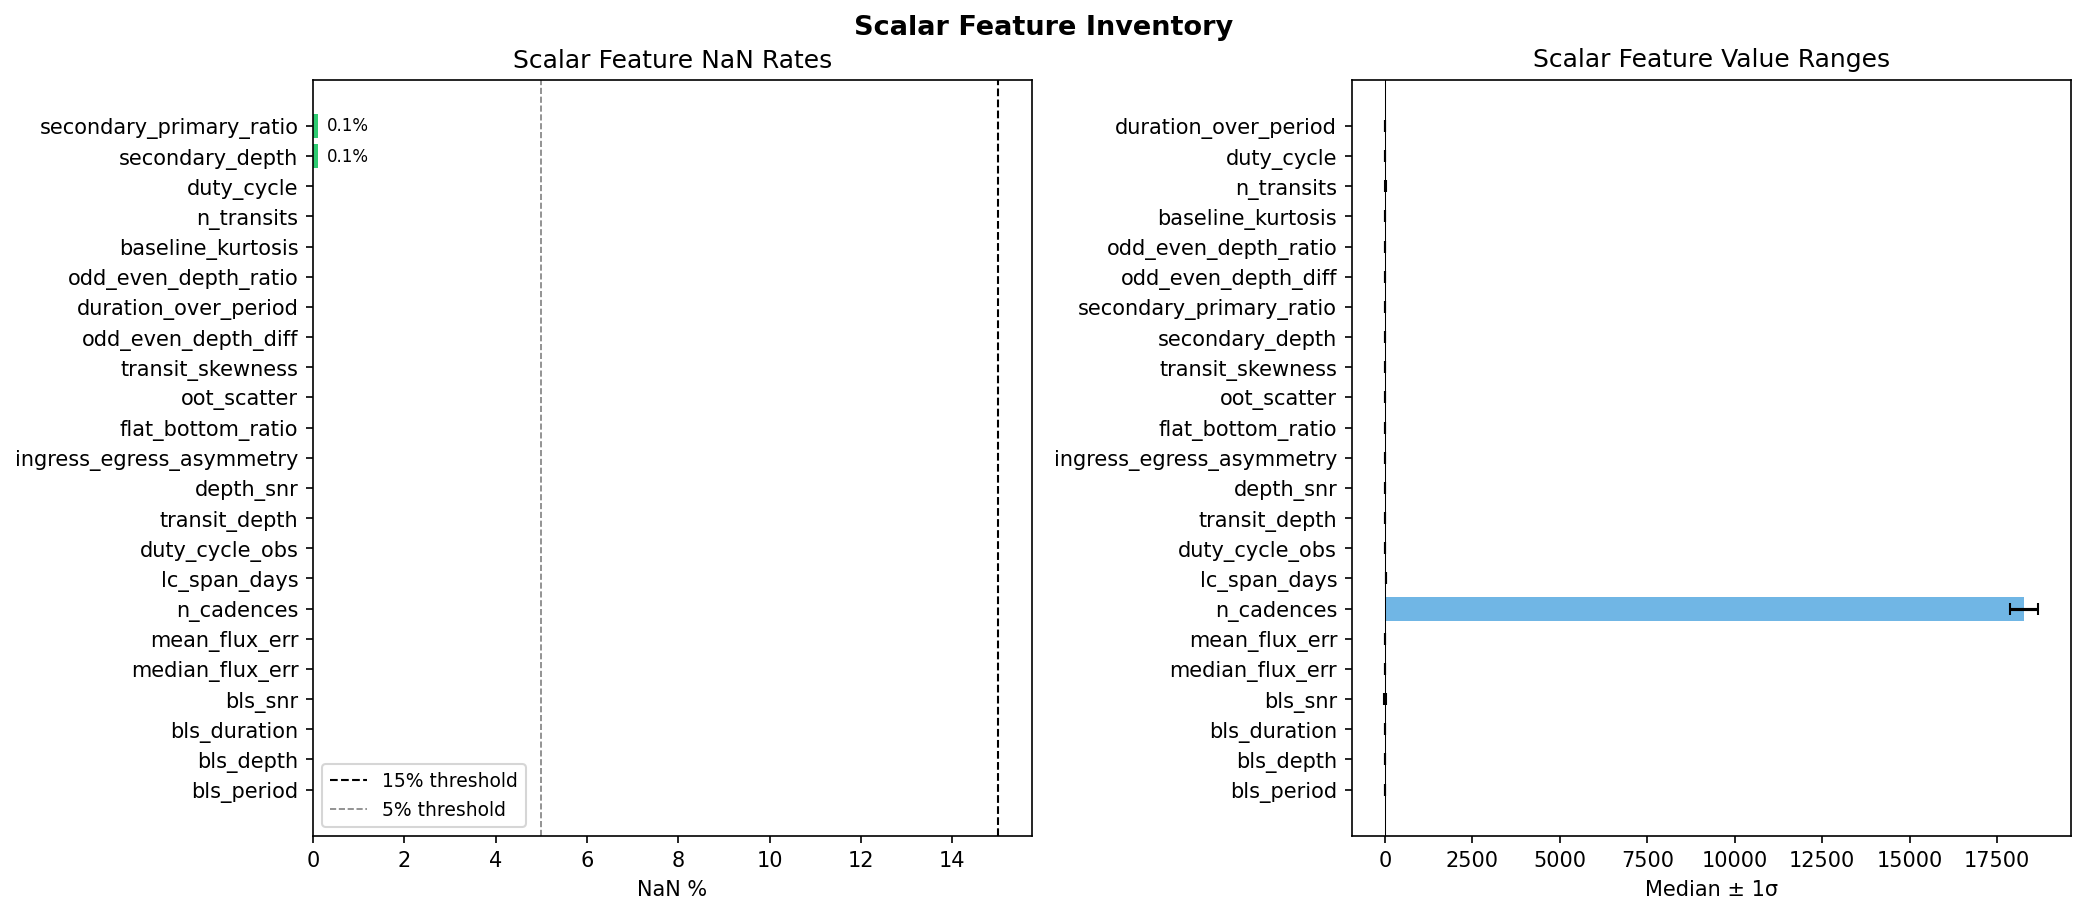 Scalar Feature Inventory
Scalar Feature NaN Rates
secondary_primary_ratio
0.1%
secondary_depth
0.1%
duty_cycle
n_transits
baseline_kurtosis
odd_even_depth_ratio
duration_over_period
odd_even_depth_diff
transit_skewness
oot_scatter
flat_bottom_ratio
ingress_egress_asymmetry
depth_snr
transit_depth
duty_cycle_obs
lc_span_days
n_cadences
mean_flux_err
median_flux_err
bls_snr
bls_duration
bls_depth
bls_period
15% threshold
5% threshold
0 2 4 6 8 10 12 14
NaN %
Scalar Feature Value Ranges
duration_over_period
duty_cycle
n_transits
baseline_kurtosis
odd_even_depth_ratio
odd_even_depth_diff
secondary_primary_ratio
secondary_depth
transit_skewness
oot_scatter
flat_bottom_ratio
ingress_egress_asymmetry
depth_snr
transit_depth
duty_cycle_obs
lc_span_days
n_cadences
mean_flux_err
median_flux_err
bls_snr
bls_duration
bls_depth
bls_period
0 2500 5000 7500 10000 12500 15000 17500
Median ± 1σ